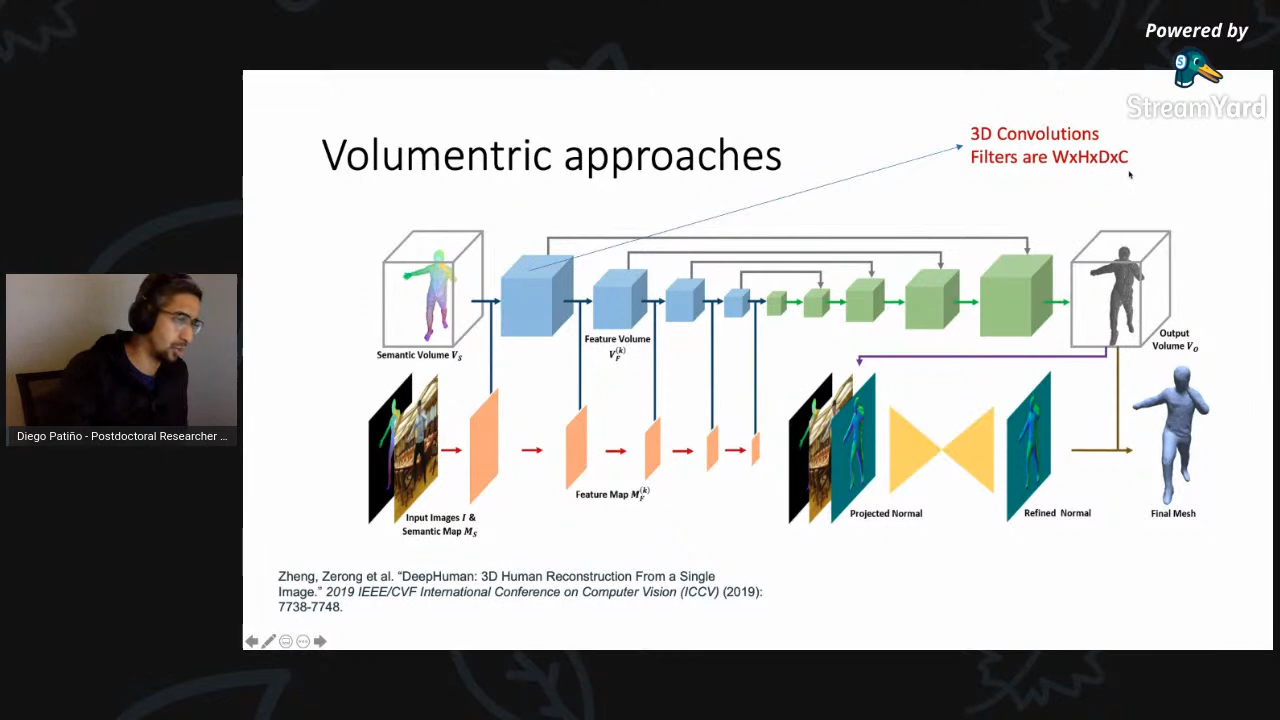 Powered by
S
StreamYard
3D Convolutions
Filters are WxHxDxC
Volumentric approaches
Semantic Volume V_S
Feature Volume
V_F^(k)
Output
Volume V_O
Input Images I &
Semantic Map M_S
Feature Map M_F^(k)
Projected Normal
Refined Normal
Final Mesh
Diego Patiño - Postdoctoral Researcher ...
Zheng, Zerong et al. “DeepHuman: 3D Human Reconstruction From a Single
Image.” 2019 IEEE/CVF International Conference on Computer Vision (ICCV) (2019):
7738-7748.